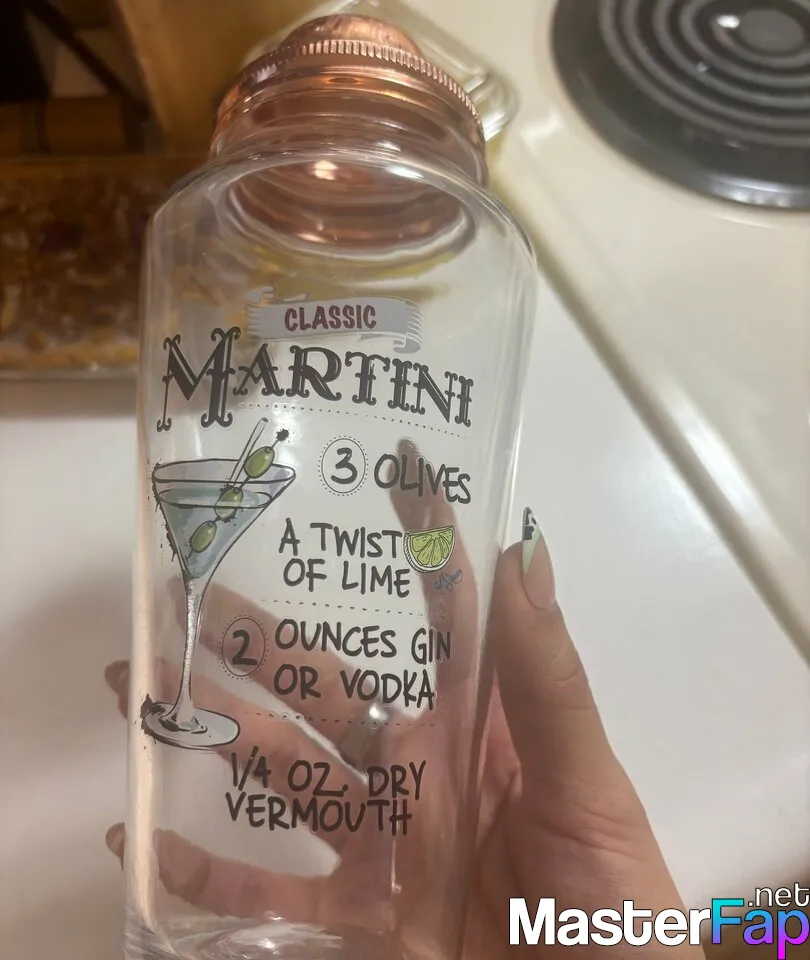 CLASSIC
MARTINI
3 OLIVES
A TWIST
OF LIME
2 OUNCES GIN
OR VODKA
1/4 OZ. DRY
VERMOUTH
MasterFap.net